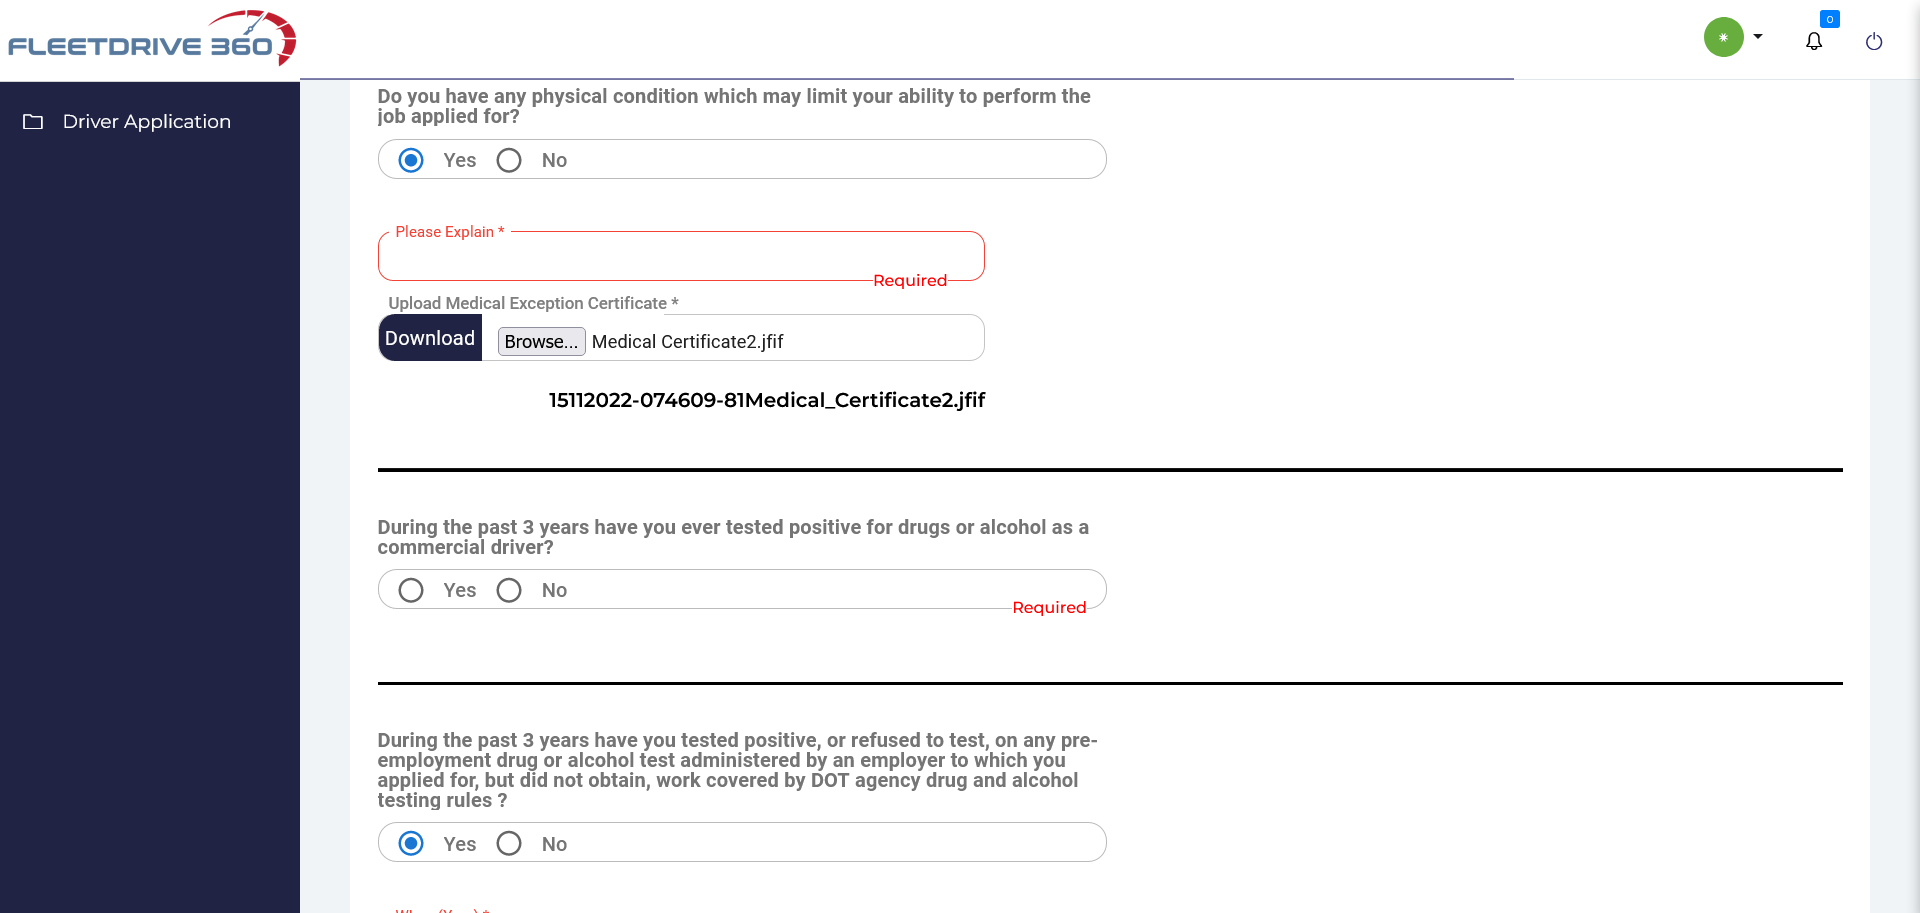 FLEETDRIVE 360
0
Driver Application
Do you have any physical condition which may limit your ability to perform the
job applied for?
Yes No
Please Explain *
Required
Upload Medical Exception Certificate *
Download Browse... Medical Certificate2.jfif
15112022-074609-81Medical_Certificate2.jfif
During the past 3 years have you ever tested positive for drugs or alcohol as a
commercial driver?
Yes No
Required
During the past 3 years have you tested positive, or refused to test, on any pre-
employment drug or alcohol test administered by an employer to which you
applied for, but did not obtain, work covered by DOT agency drug and alcohol
testing rules ?
Yes No